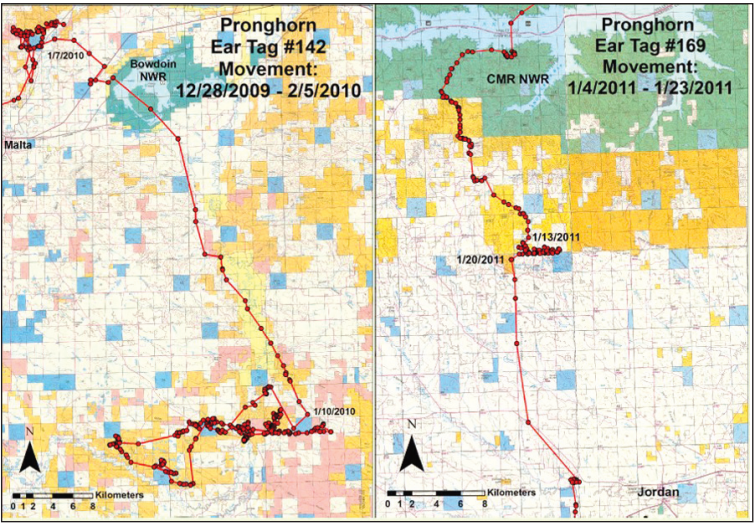 Pronghorn
Ear Tag #142
Movement:
12/28/2009 - 2/5/2010
1/7/2010
Bowdoin
NWR
Malta
1/10/2010
N
0 1 2 4 6 8
Kilometers
Pronghorn
Ear Tag #169
Movement:
1/4/2011 - 1/23/2011
CMR NWR
1/13/2011
1/20/2011
N
Jordan
0 1 2 4 6 8
Kilometers